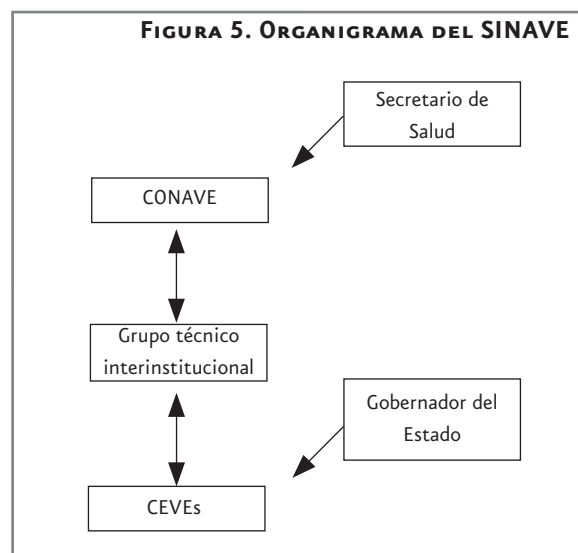 FIGURA 5. ORGANIGRAMA DEL SINAVE
Secretario de
Salud
CONAVE
Grupo técnico
interinstitucional
Gobernador del
Estado
CEVEs